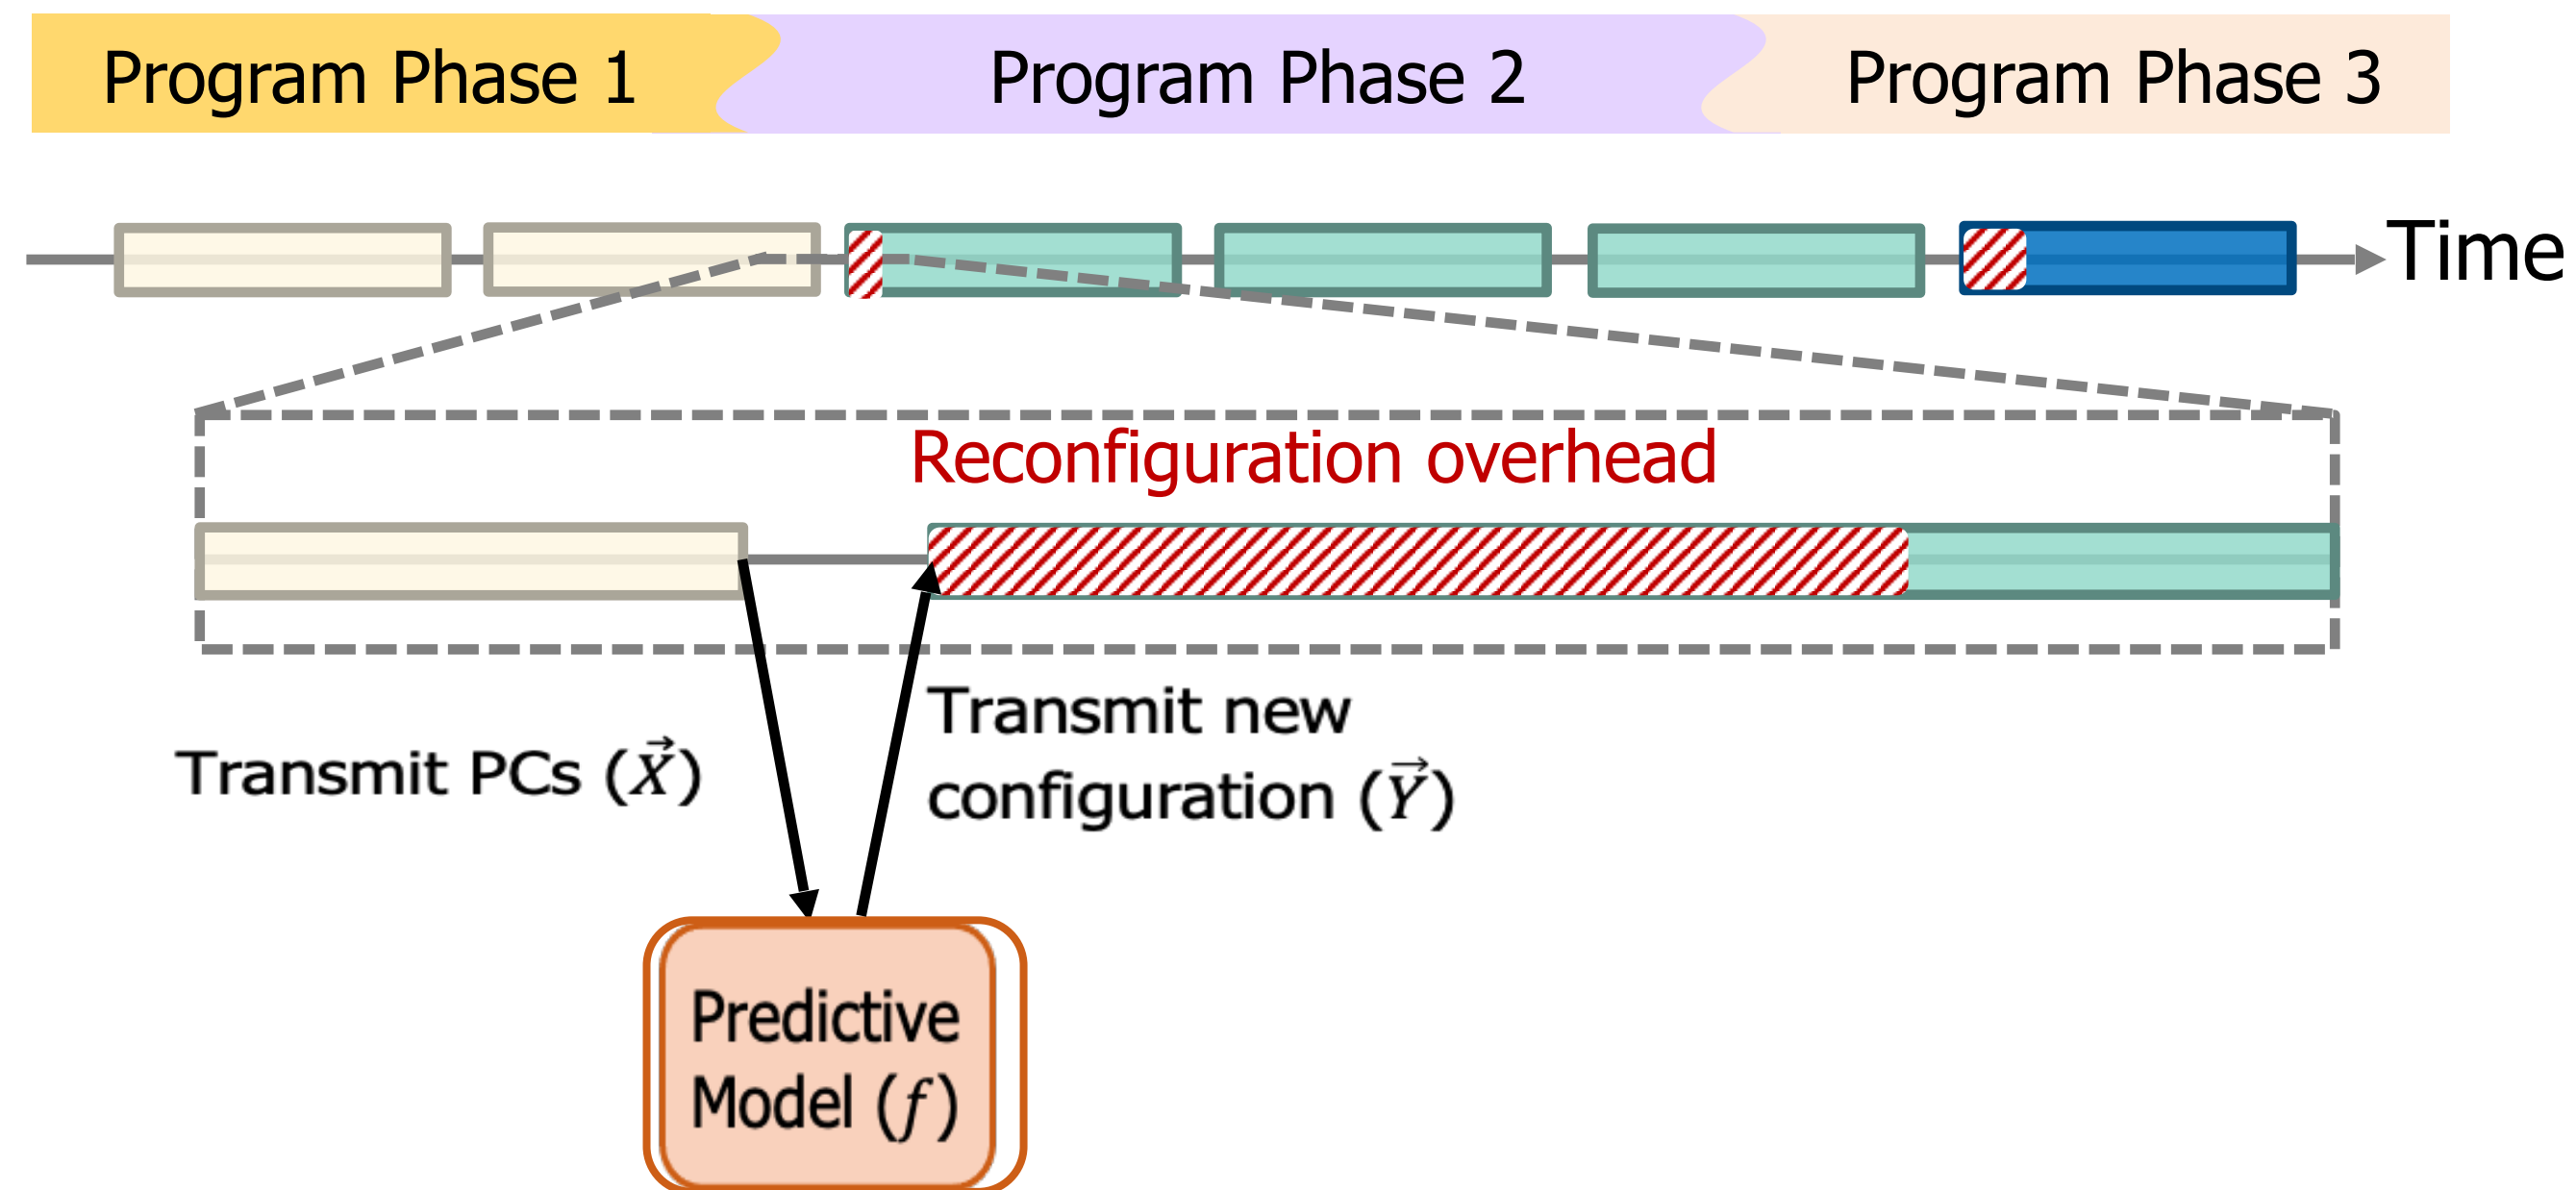 Program Phase 1
Program Phase 2
Program Phase 3
Time
Reconfiguration overhead
Transmit PCs (X⃗)
Transmit new
configuration (Y⃗)
Predictive
Model (f)